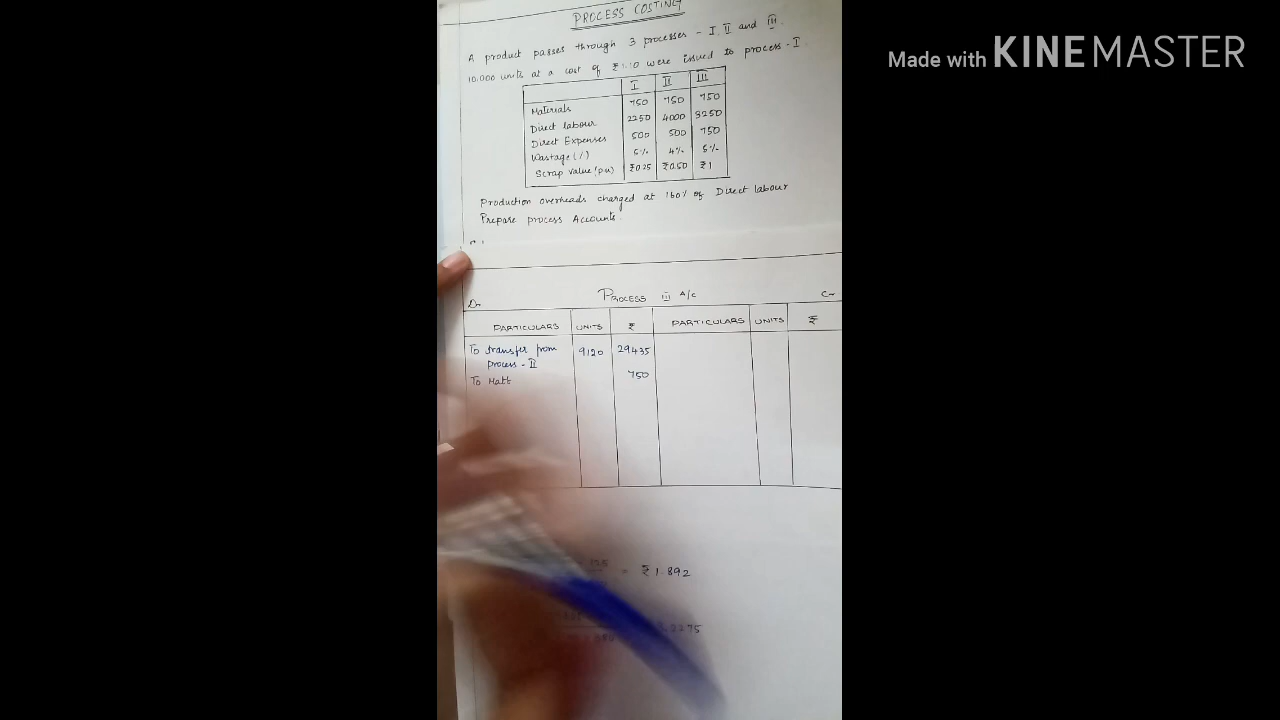 Made with KINEMASTER
PROCESS COSTING
A product passes through 3 processes - I, II and III.
10,000 units at a cost of ₹1.10 were issued to process - I.
I II III
Materials 750 750 750
Direct labour 2250 4000 3250
Direct Expenses 500 500 750
Wastage (%) 5% 4% 5%
Scrap value (pu) ₹0.25 ₹0.50 ₹1
Production overheads charged at 160% of Direct labour
Prepare process Accounts.
Dr PROCESS III A/c Cr
PARTICULARS UNITS ₹ PARTICULARS UNITS ₹
To transfer from 9120 29435
process - II
To Matt 750
= ₹1.892